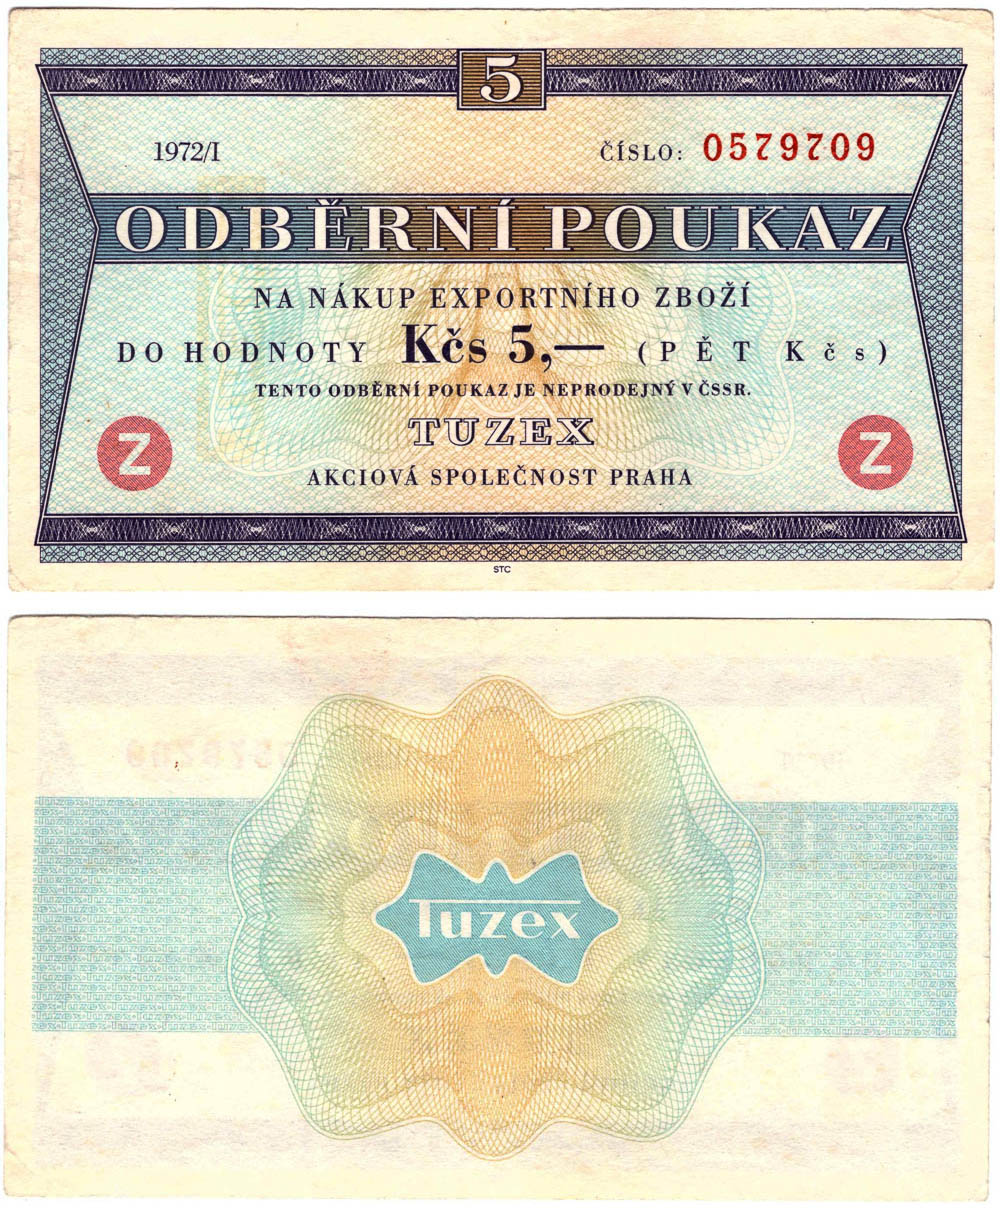 5
1972/I
ČÍSLO: 0579709
ODBĚRNÍ POUKAZ
NA NÁKUP EXPORTNÍHO ZBOŽÍ
DO HODNOTY Kčs 5,— (PĚT Kčs)
TENTO ODBĚRNÍ POUKAZ JE NEPRODEJNÝ V ČSSR.
TUZEX
Z Z
AKCIOVÁ SPOLEČNOST PRAHA
STC
Tuzex